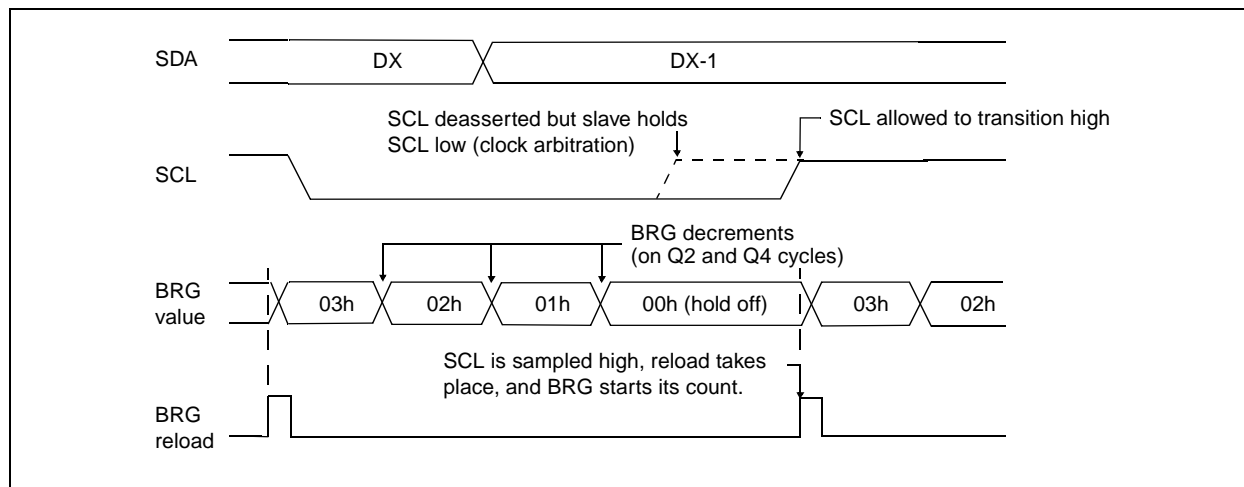 SDA
DX
DX-1
SCL deasserted but slave holds
SCL low (clock arbitration)
SCL allowed to transition high
SCL
BRG decrements
(on Q2 and Q4 cycles)
BRG
value
03h
02h
01h
00h (hold off)
03h
02h
SCL is sampled high, reload takes
place, and BRG starts its count.
BRG
reload